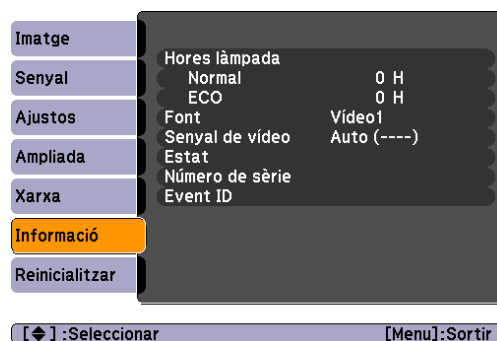 Imatge
Senyal
Ajustos
Ampliada
Xarxa
Informació
Reinicialitzar
Hores làmpada
Normal 0 H
ECO 0 H
Font Vídeo1
Senyal de vídeo Auto (----)
Estat
Número de sèrie
Event ID
[◆] :Seleccionar [Menu]:Sortir